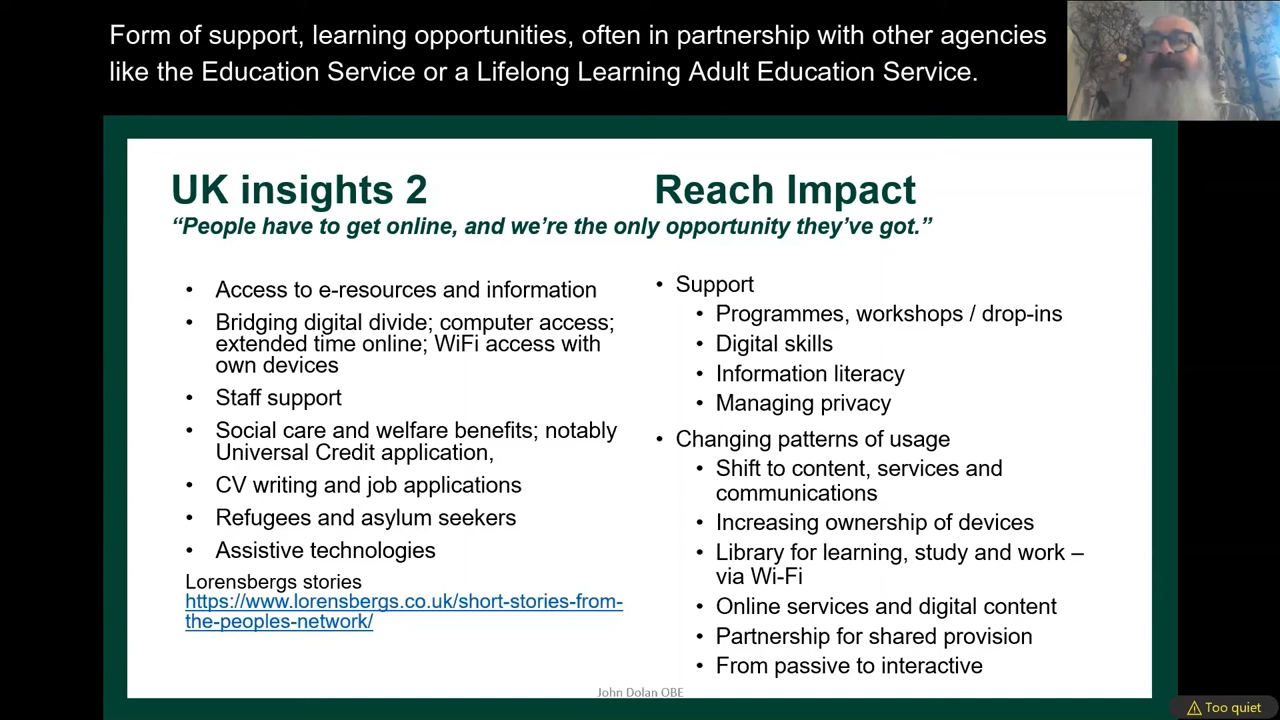 Form of support, learning opportunities, often in partnership with other agencies
like the Education Service or a Lifelong Learning Adult Education Service.
UK insights 2
Reach Impact
“People have to get online, and we’re the only opportunity they’ve got.”
• Access to e-resources and information
• Bridging digital divide; computer access;
extended time online; WiFi access with
own devices
• Staff support
• Social care and welfare benefits; notably
Universal Credit application,
• CV writing and job applications
• Refugees and asylum seekers
• Assistive technologies
Lorensbergs stories
https://www.lorensbergs.co.uk/short-stories-from-
the-peoples-network/
• Support
• Programmes, workshops / drop-ins
• Digital skills
• Information literacy
• Managing privacy
• Changing patterns of usage
• Shift to content, services and
communications
• Increasing ownership of devices
• Library for learning, study and work –
via Wi-Fi
• Online services and digital content
• Partnership for shared provision
• From passive to interactive
John Dolan OBE
Too quiet